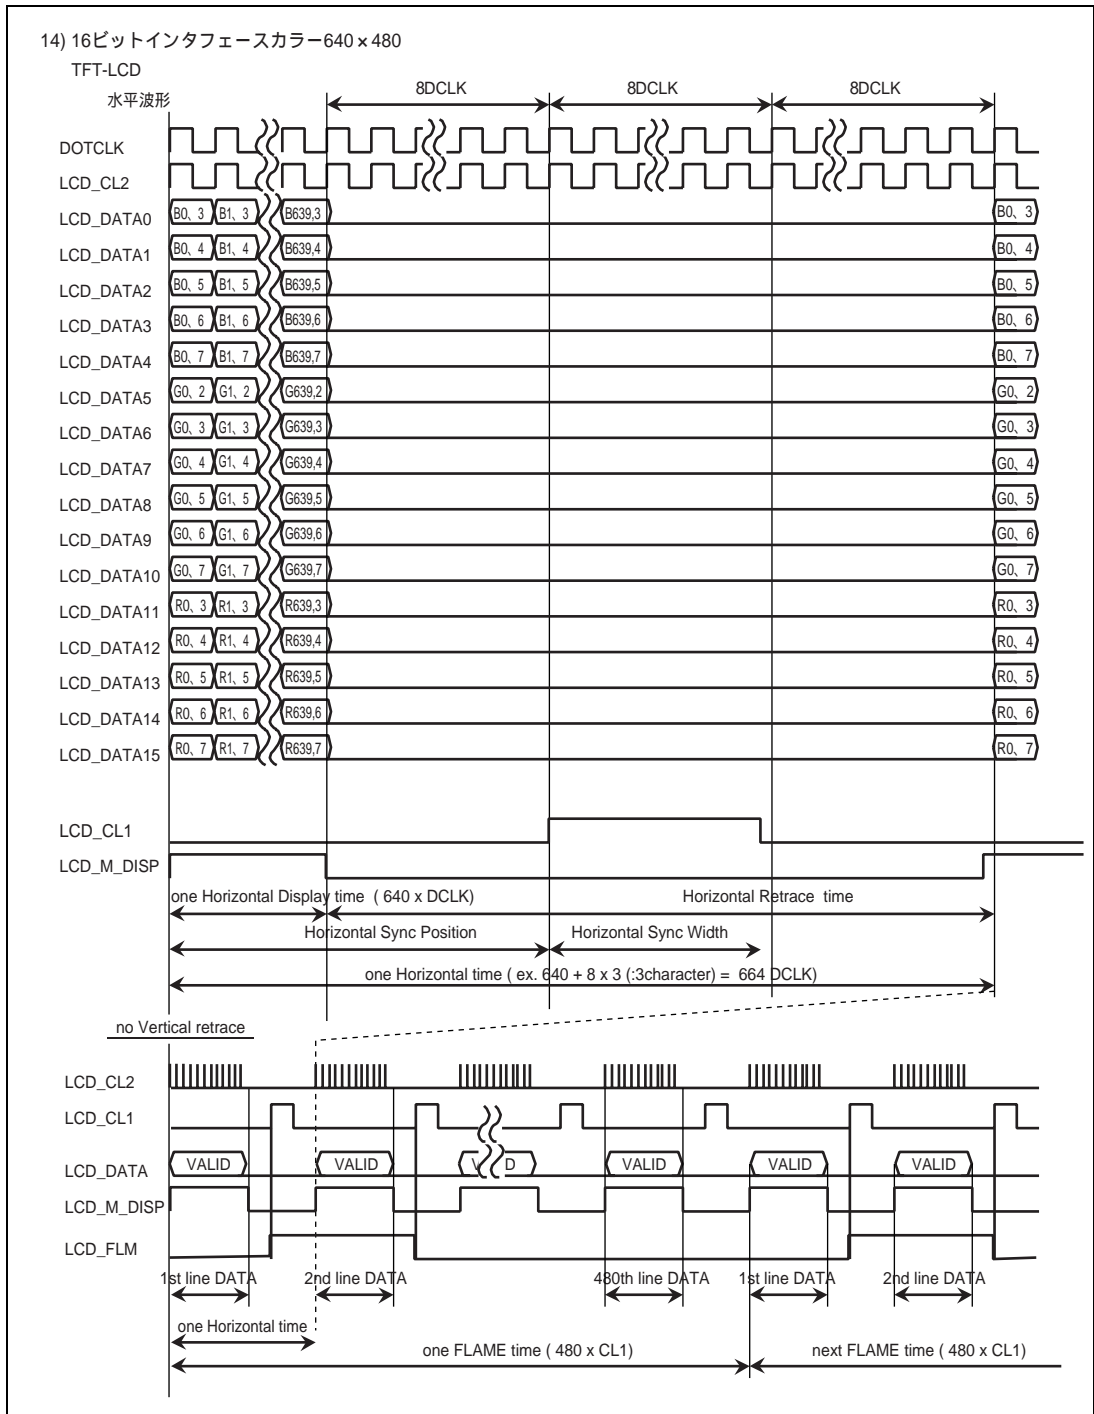 14) 16ビットインタフェースカラー640×480
TFT-LCD
水平波形
8DCLK 8DCLK 8DCLK
DOTCLK
LCD_CL2
LCD_DATA0 B0、3 B1、3 B639,3 B0、3
LCD_DATA1 B0、4 B1、4 B639,4 B0、4
LCD_DATA2 B0、5 B1、5 B639,5 B0、5
LCD_DATA3 B0、6 B1、6 B639,6 B0、6
LCD_DATA4 B0、7 B1、7 B639,7 B0、7
LCD_DATA5 G0、2 G1、2 G639,2 G0、2
LCD_DATA6 G0、3 G1、3 G639,3 G0、3
LCD_DATA7 G0、4 G1、4 G639,4 G0、4
LCD_DATA8 G0、5 G1、5 G639,5 G0、5
LCD_DATA9 G0、6 G1、6 G639,6 G0、6
LCD_DATA10 G0、7 G1、7 G639,7 G0、7
LCD_DATA11 R0、3 R1、3 R639,3 R0、3
LCD_DATA12 R0、4 R1、4 R639,4 R0、4
LCD_DATA13 R0、5 R1、5 R639,5 R0、5
LCD_DATA14 R0、6 R1、6 R639,6 R0、6
LCD_DATA15 R0、7 R1、7 R639,7 R0、7
LCD_CL1
LCD_M_DISP
one Horizontal Display time ( 640 x DCLK) Horizontal Retrace time
Horizontal Sync Position Horizontal Sync Width
one Horizontal time ( ex. 640 + 8 x 3 (:3character) = 664 DCLK)
no Vertical retrace
LCD_CL2
LCD_CL1
LCD_DATA VALID VALID V D VALID VALID VALID
LCD_M_DISP
LCD_FLM
1st line DATA 2nd line DATA 480th line DATA 1st line DATA 2nd line DATA
one Horizontal time
one FLAME time ( 480 x CL1) next FLAME time ( 480 x CL1)